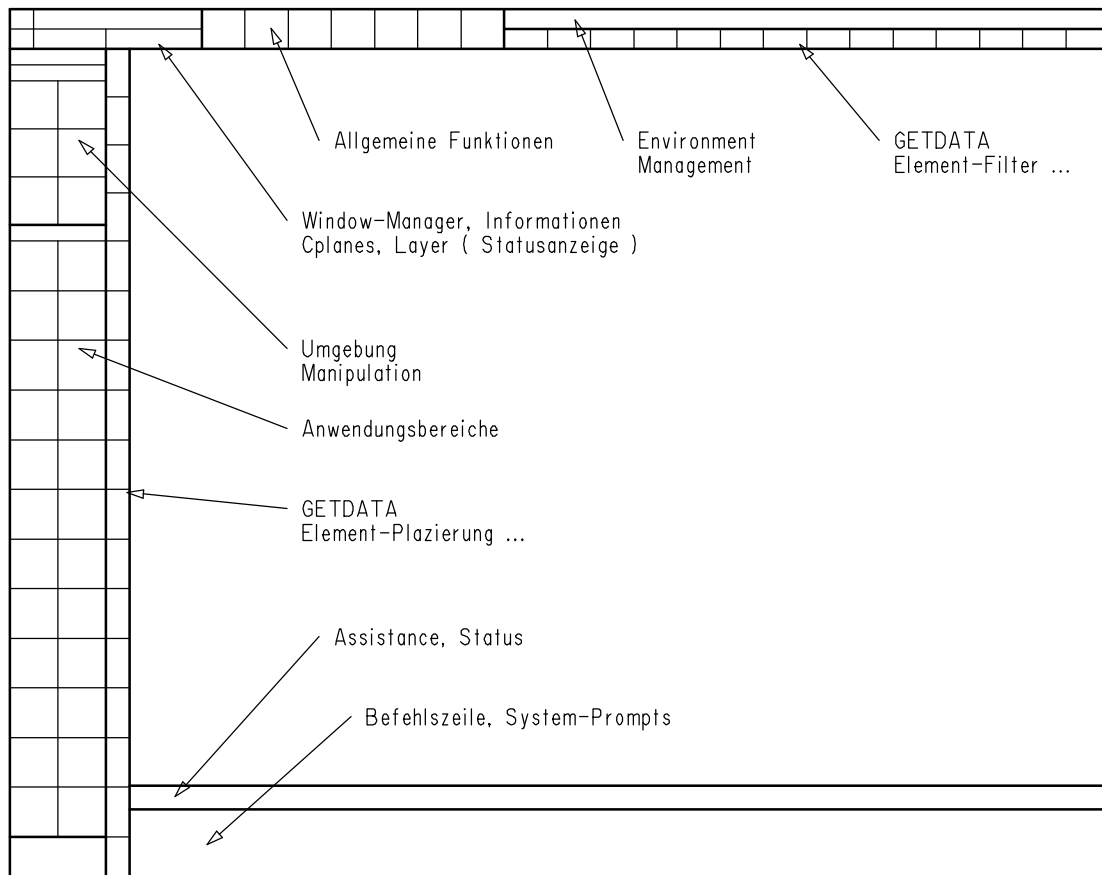 Allgemeine Funktionen
Environment
Management
GETDATA
Element-Filter ...
Window-Manager, Informationen
Cplanes, Layer ( Statusanzeige )
Umgebung
Manipulation
Anwendungsbereiche
GETDATA
Element-Plazierung ...
Assistance, Status
Befehlszeile, System-Prompts